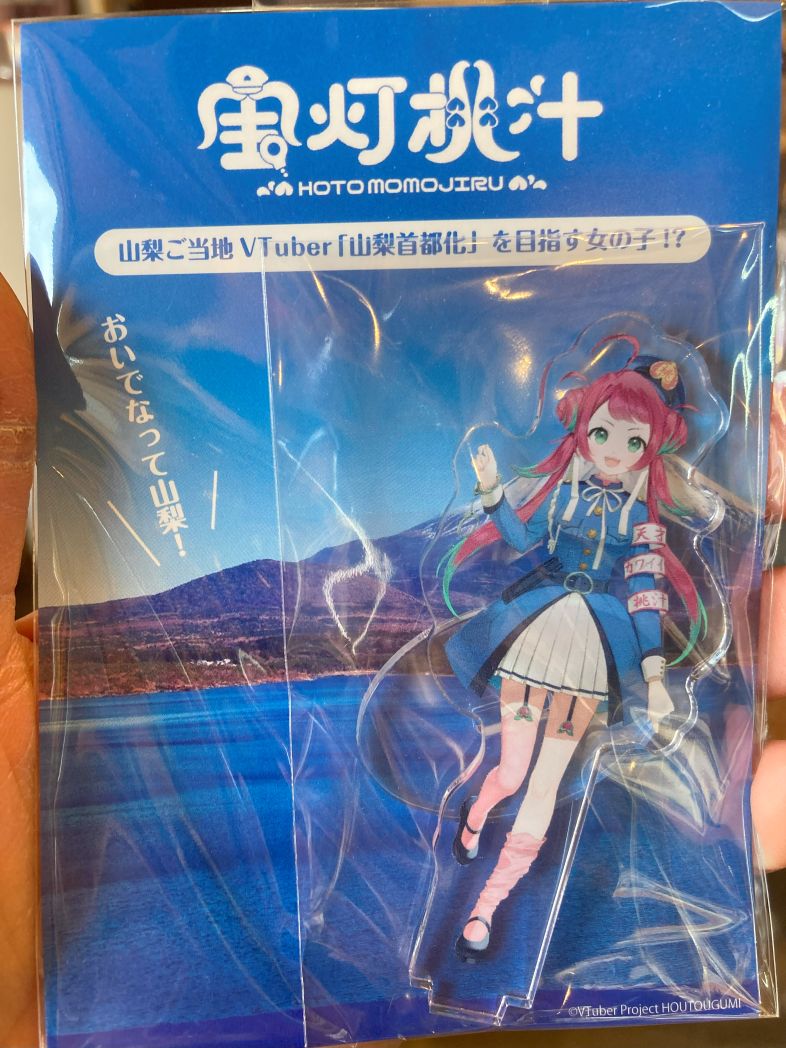 宝灯桃汁
HOTO MOMOJIRU
山梨ご当地 VTuber「山梨首都化」を目指す女の子!?
おいでなって山梨!
天才
カワイイ
桃汁
©VTuber Project HOUTOUGUMI